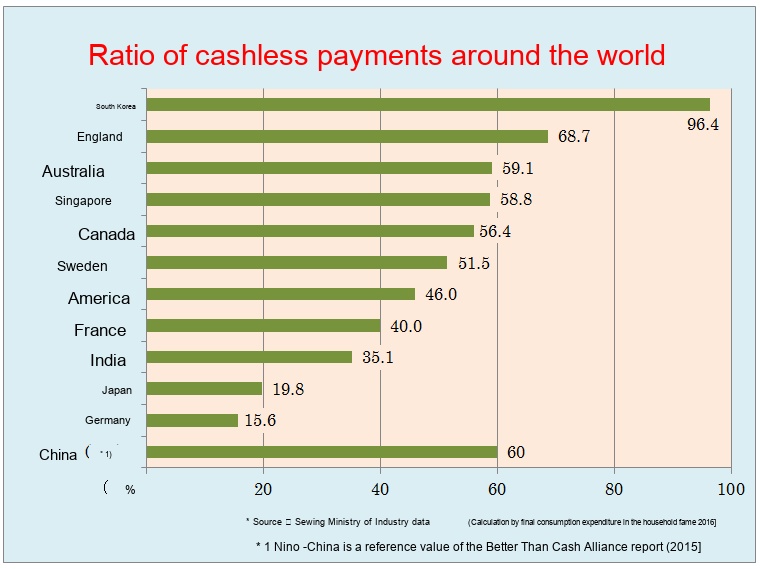 Ratio of cashless payments around the world
South Korea
96.4
England 68.7
Australia 59.1
Singapore 58.8
Canada 56.4
Sweden 51.5
America 46.0
France 40.0
India 35.1
Japan 19.8
Germany 15.6
China ( * 1) 60
( % 20 40 60 80 100
* Source □ Sewing Ministry of Industry data (Calculation by final consumption expenditure in the household fame 2016]
* 1 Nino -China is a reference value of the Better Than Cash Alliance report (2015]